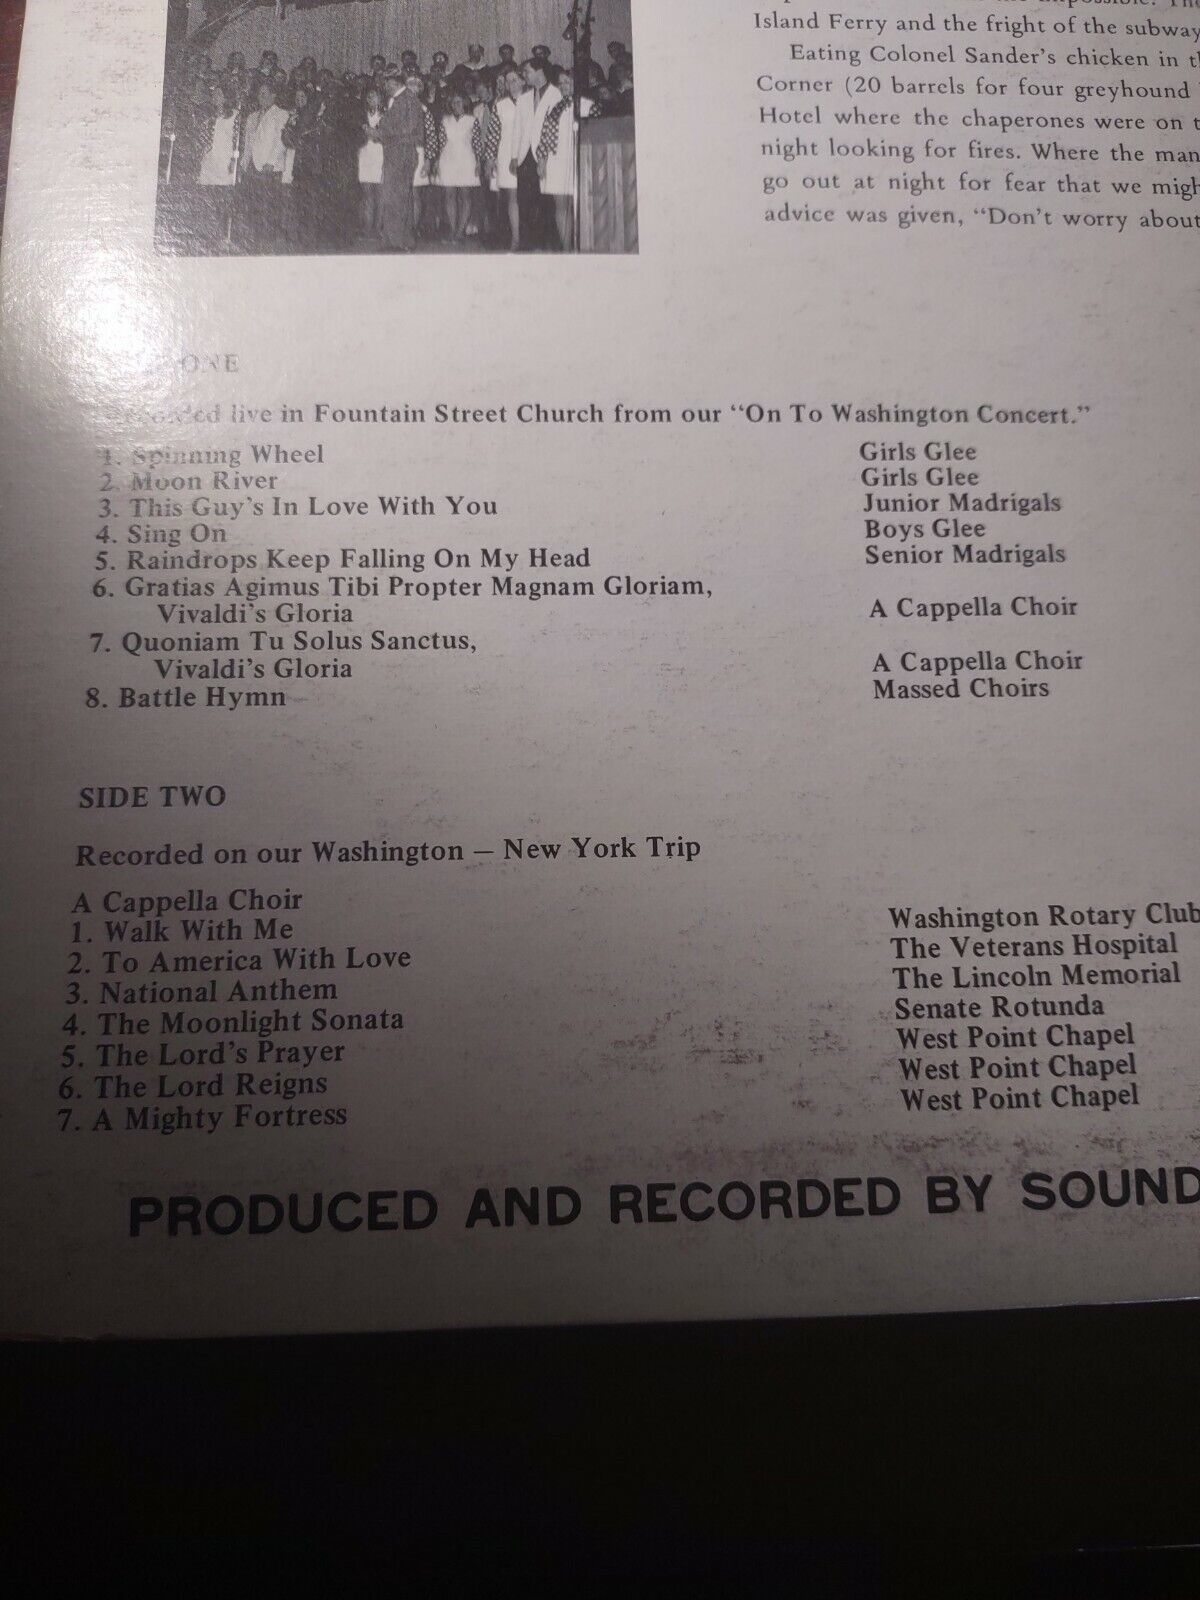 Island Ferry and the fright of the subway
Eating Colonel Sander's chicken in
Corner (20 barrels for four greyhound
Hotel where the chaperones were on
night looking for fires. Where the man
go out at night for fear that we
advice was given, "Don't worry about
ONE
Recorded live in Fountain Street Church from our "On To Washington Concert."
1. Spinning Wheel Girls Glee
2. Moon River Girls Glee
3. This Guy's In Love With You Junior Madrigals
4. Sing On Boys Glee
5. Raindrops Keep Falling On My Head Senior Madrigals
6. Gratias Agimus Tibi Propter Magnam Gloriam,
Vivaldi's Gloria A Cappella Choir
7. Quoniam Tu Solus Sanctus,
Vivaldi's Gloria A Cappella Choir
8. Battle Hymn Massed Choirs
SIDE TWO
Recorded on our Washington – New York Trip
A Cappella Choir
1. Walk With Me Washington Rotary Club
2. To America With Love The Veterans Hospital
3. National Anthem The Lincoln Memorial
4. The Moonlight Sonata Senate Rotunda
5. The Lord's Prayer West Point Chapel
6. The Lord Reigns West Point Chapel
7. A Mighty Fortress West Point Chapel
PRODUCED AND RECORDED BY SOUND